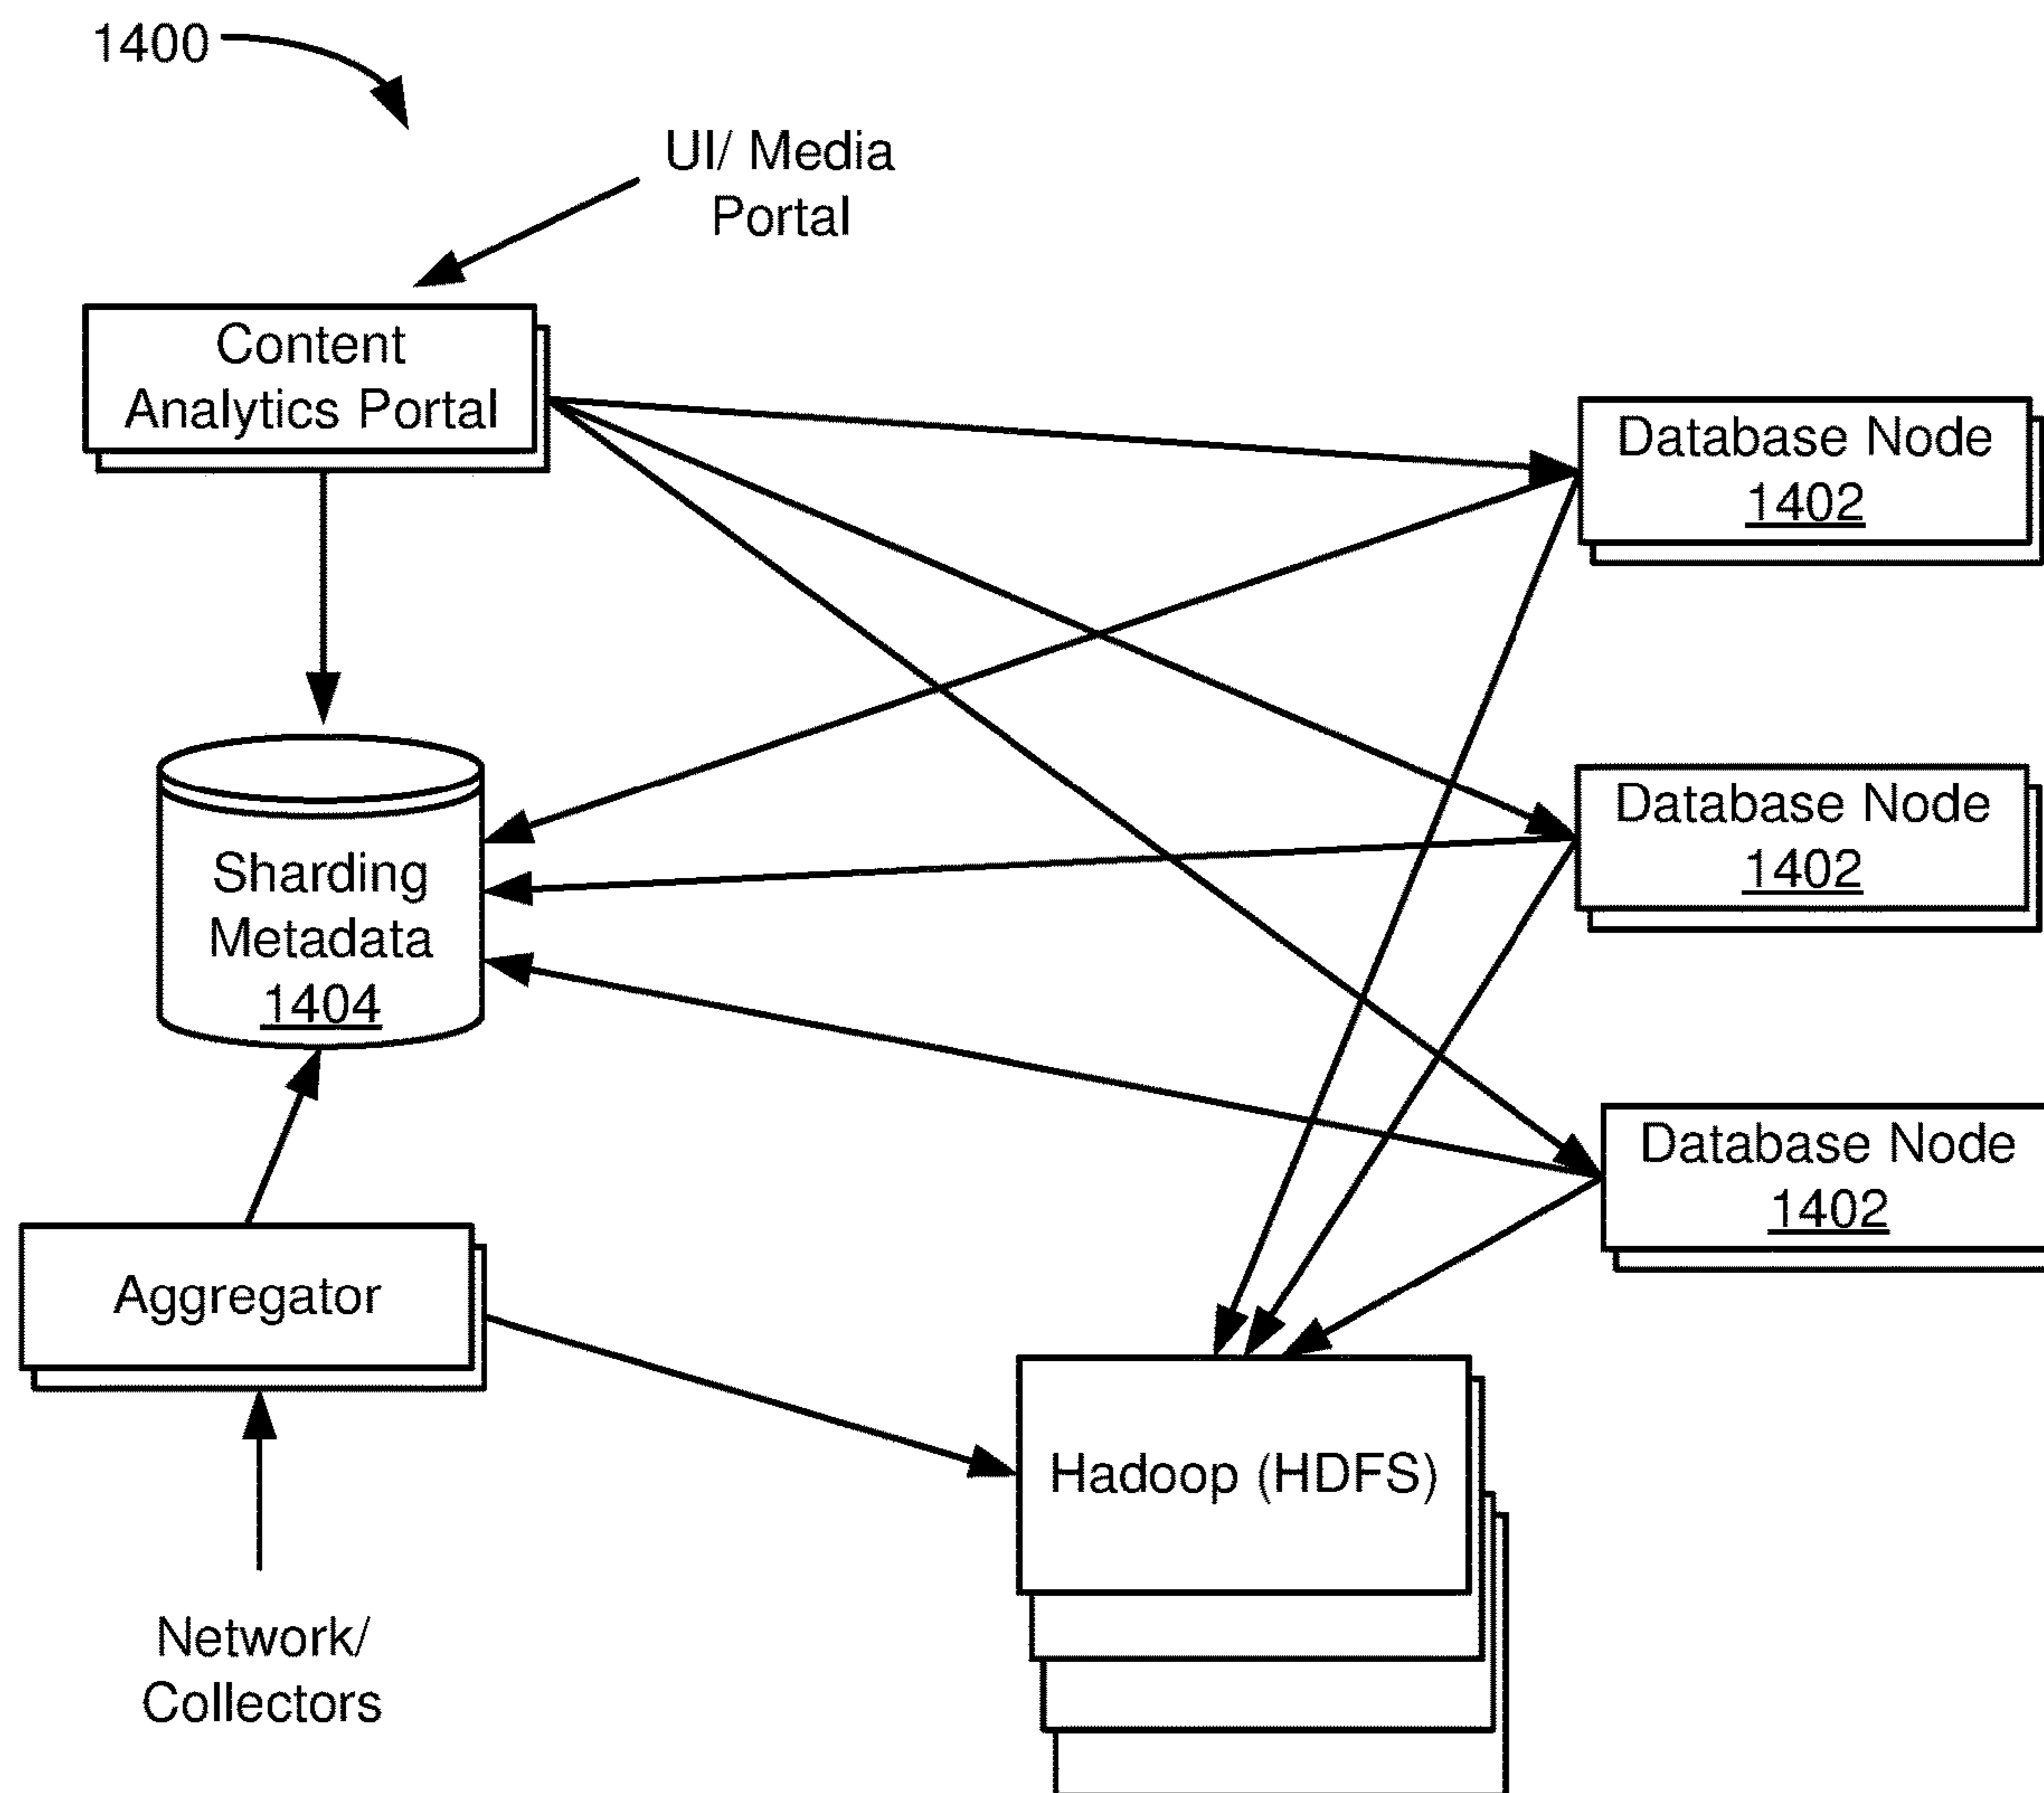 1400
UI/ Media
Portal
Content
Analytics Portal
Database Node
1402
Database Node
1402
Sharding
Metadata
1404
Database Node
1402
Aggregator
Hadoop (HDFS)
Network/
Collectors